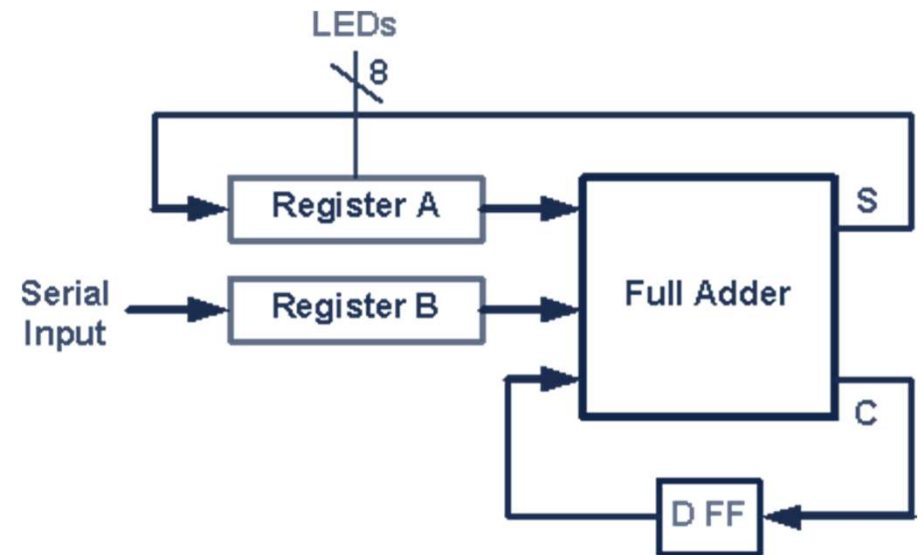 LEDs
8
Register A
S
Serial
Input
Register B
Full Adder
C
D FF